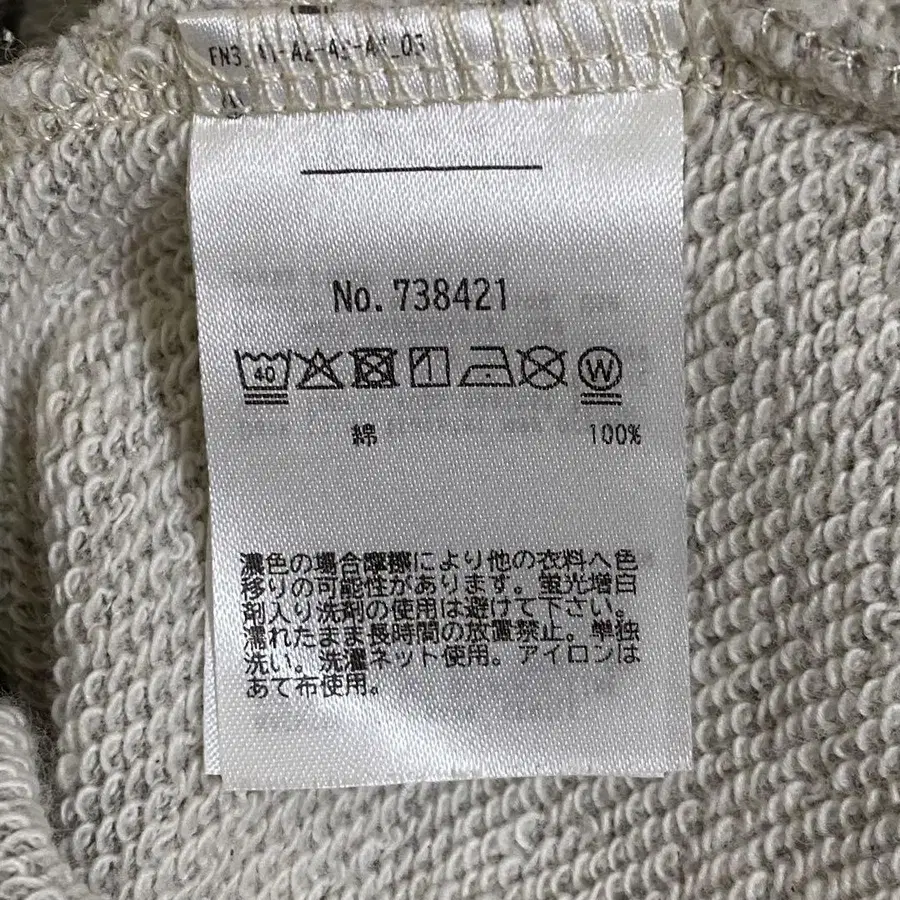 No. 738421
40
W
綿 100%
濃色の場合摩擦により他の衣料へ色
移りの可能性があります。蛍光増白
剤入り洗剤の使用は避けて下さい。
濡れたまま長時間の放置禁止。単独
洗い。洗濯ネット使用。アイロンは
あて布使用。